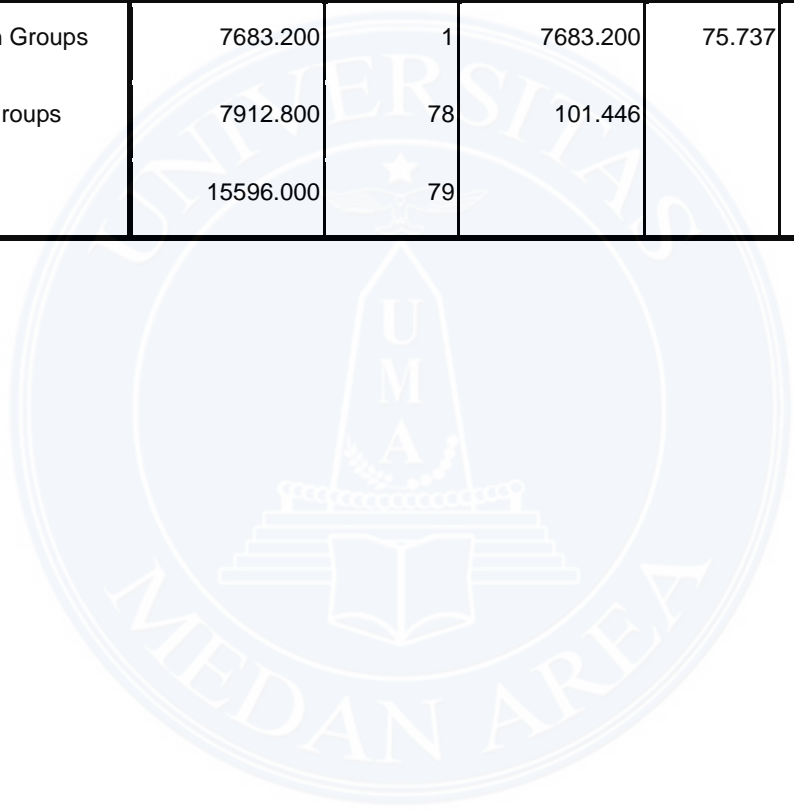 n Groups 7683.200 1 7683.200 75.737
roups 7912.800 78 101.446
15596.000 79
UNIVERSITAS
U
M
A
MEDAN AREA